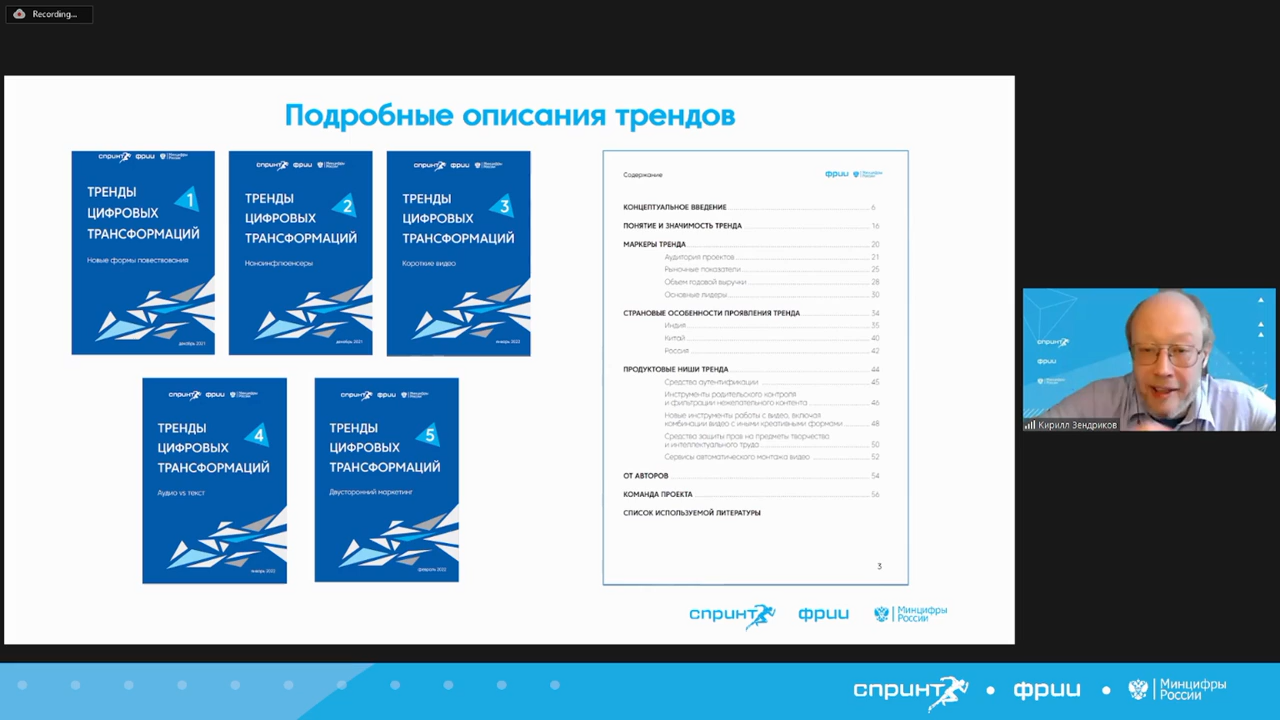 Recording...
Подробные описания трендов
спринт фрии Минцифры России
ТРЕНДЫ
ЦИФРОВЫХ
ТРАНСФОРМАЦИЙ
1
Новые формы повествования
декабрь 2021
спринт фрии Минцифры России
ТРЕНДЫ
ЦИФРОВЫХ
ТРАНСФОРМАЦИЙ
2
Наноинфлюенсеры
декабрь 2021
спринт фрии Минцифры России
ТРЕНДЫ
ЦИФРОВЫХ
ТРАНСФОРМАЦИЙ
3
Короткие видео
январь 2022
спринт фрии Минцифры России
ТРЕНДЫ
ЦИФРОВЫХ
ТРАНСФОРМАЦИЙ
4
Аудио vs текст
январь 2022
спринт фрии Минцифры России
ТРЕНДЫ
ЦИФРОВЫХ
ТРАНСФОРМАЦИЙ
5
Двусторонний маркетинг
февраль 2022
Содержание
фрии Минцифры России
КОНЦЕПТУАЛЬНОЕ ВВЕДЕНИЕ 6
ПОНЯТИЕ И ЗНАЧИМОСТЬ ТРЕНДА 16
МАРКЕРЫ ТРЕНДА 20
Аудитория проектов 21
Рыночные показатели 25
Объем годовой выручки 28
Основные лидеры 30
СТРАНОВЫЕ ОСОБЕННОСТИ ПРОЯВЛЕНИЯ ТРЕНДА 34
Индия 35
Китай 40
Россия 42
ПРОДУКТОВЫЕ НИШИ ТРЕНДА 44
Средства аутентификации 45
Инструменты родительского контроля
и фильтрации нежелательного контента 46
Новые инструменты работы с видео, включая
комбинации видео с иными креативными формами 48
Средства защиты прав на предметы творчества
и интеллектуального труда 50
Сервисы автоматического монтажа видео 52
ОТ АВТОРОВ 54
КОМАНДА ПРОЕКТА 56
СПИСОК ИСПОЛЬЗУЕМОЙ ЛИТЕРАТУРЫ
3
спринт фрии Минцифры
России
спринт
фрии
Кирилл Зендриков
спринт • фрии • Минцифры
России